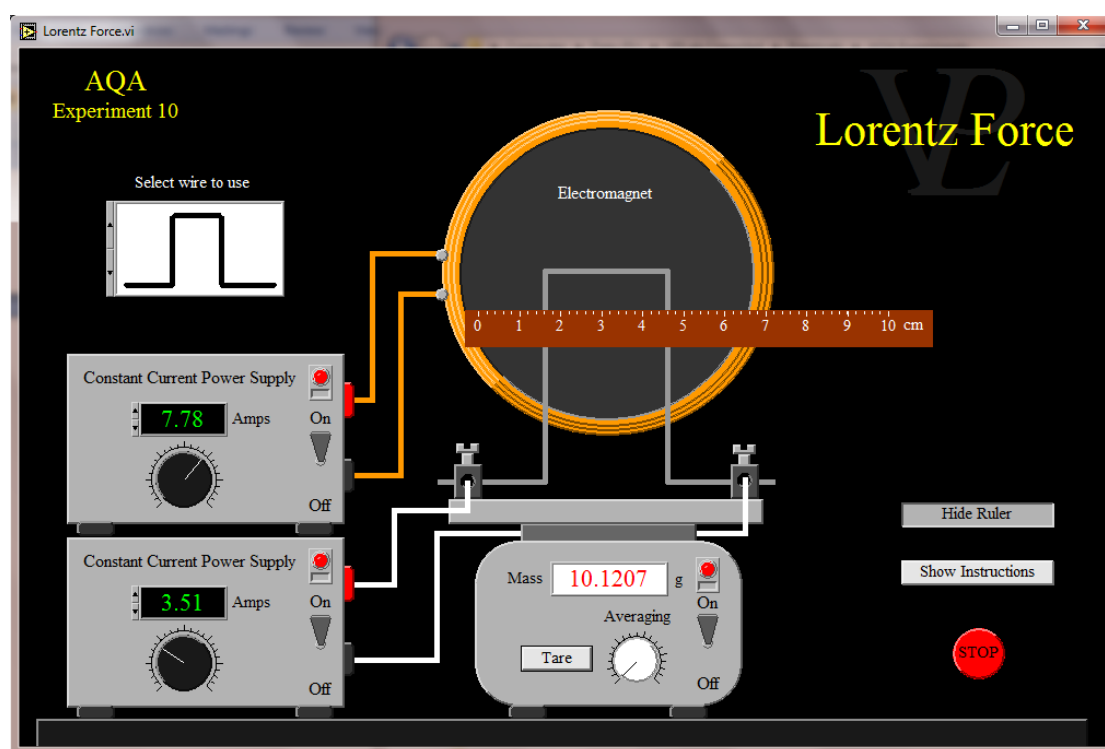 Lorentz Force.vi
AQA
Experiment 10
Lorentz Force
Select wire to use
Electromagnet
0 1 2 3 4 5 6 7 8 9 10 cm
Constant Current Power Supply
7.78 Amps
On
Off
Hide Ruler
Constant Current Power Supply
3.51 Amps
On
Off
Mass 10.1207 g
On
Averaging
Tare
Off
Show Instructions
STOP